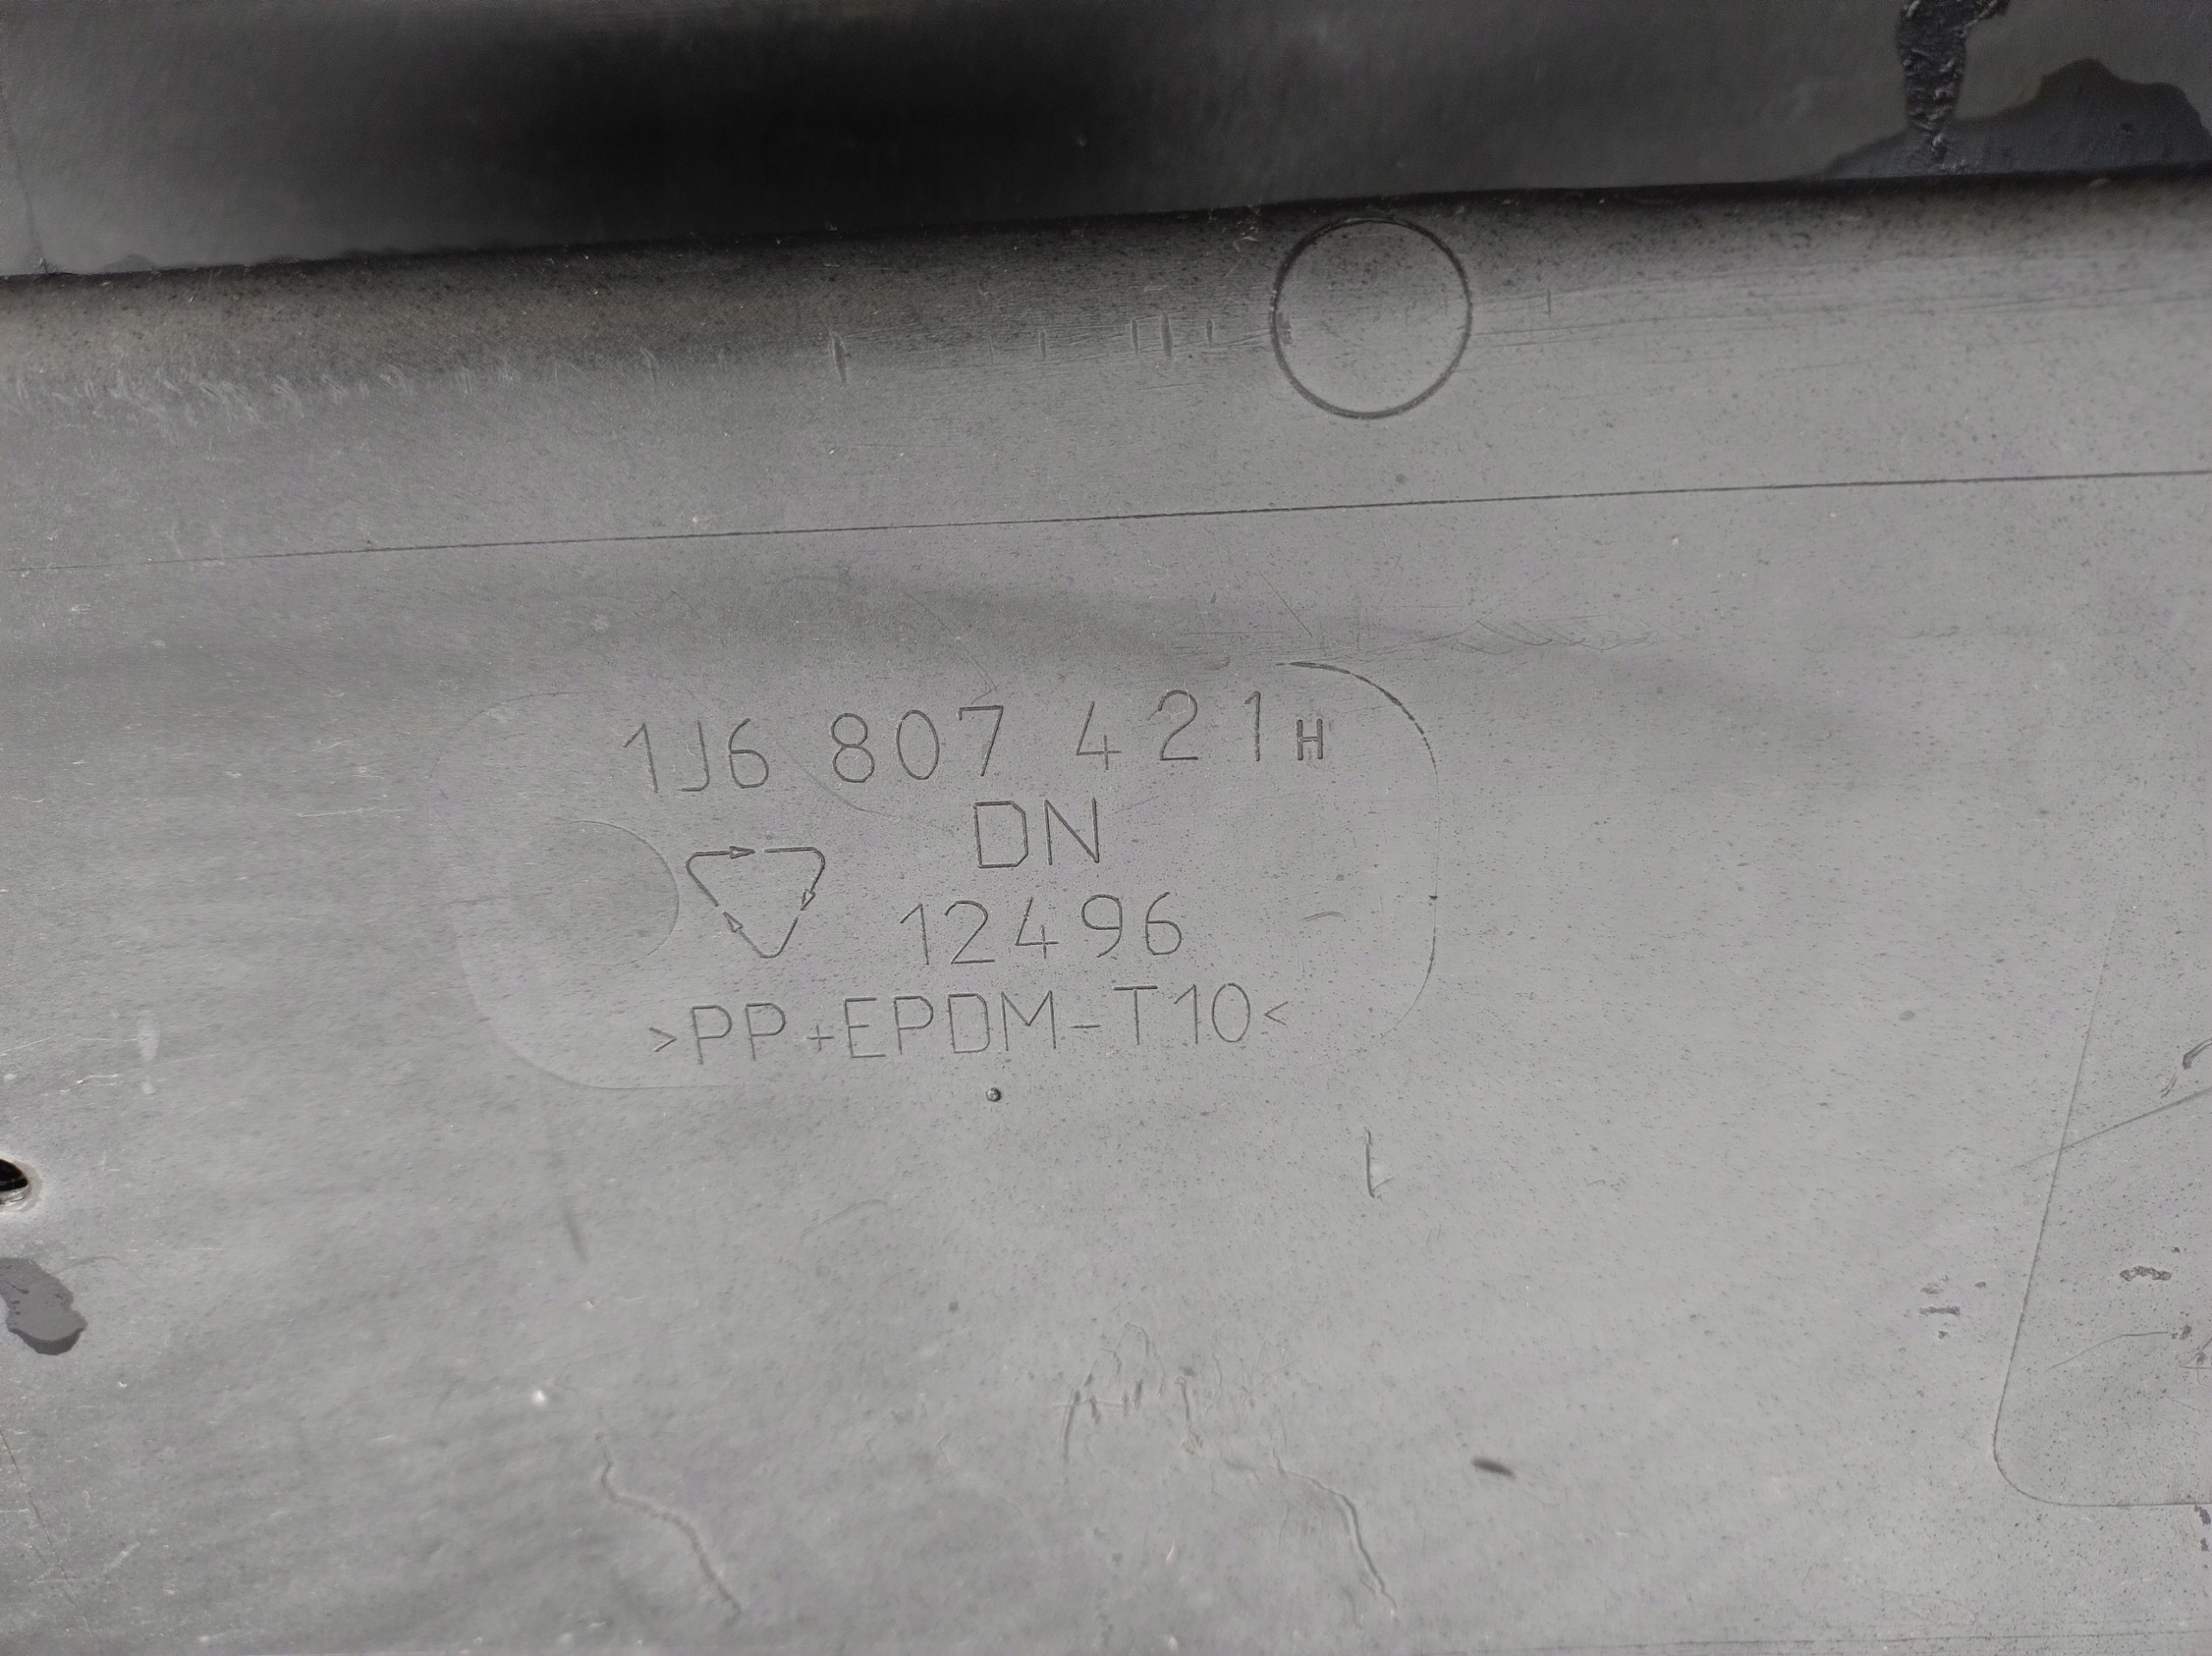 1J6 807 421 H
DN
12496
>PP+EPDM-T10<